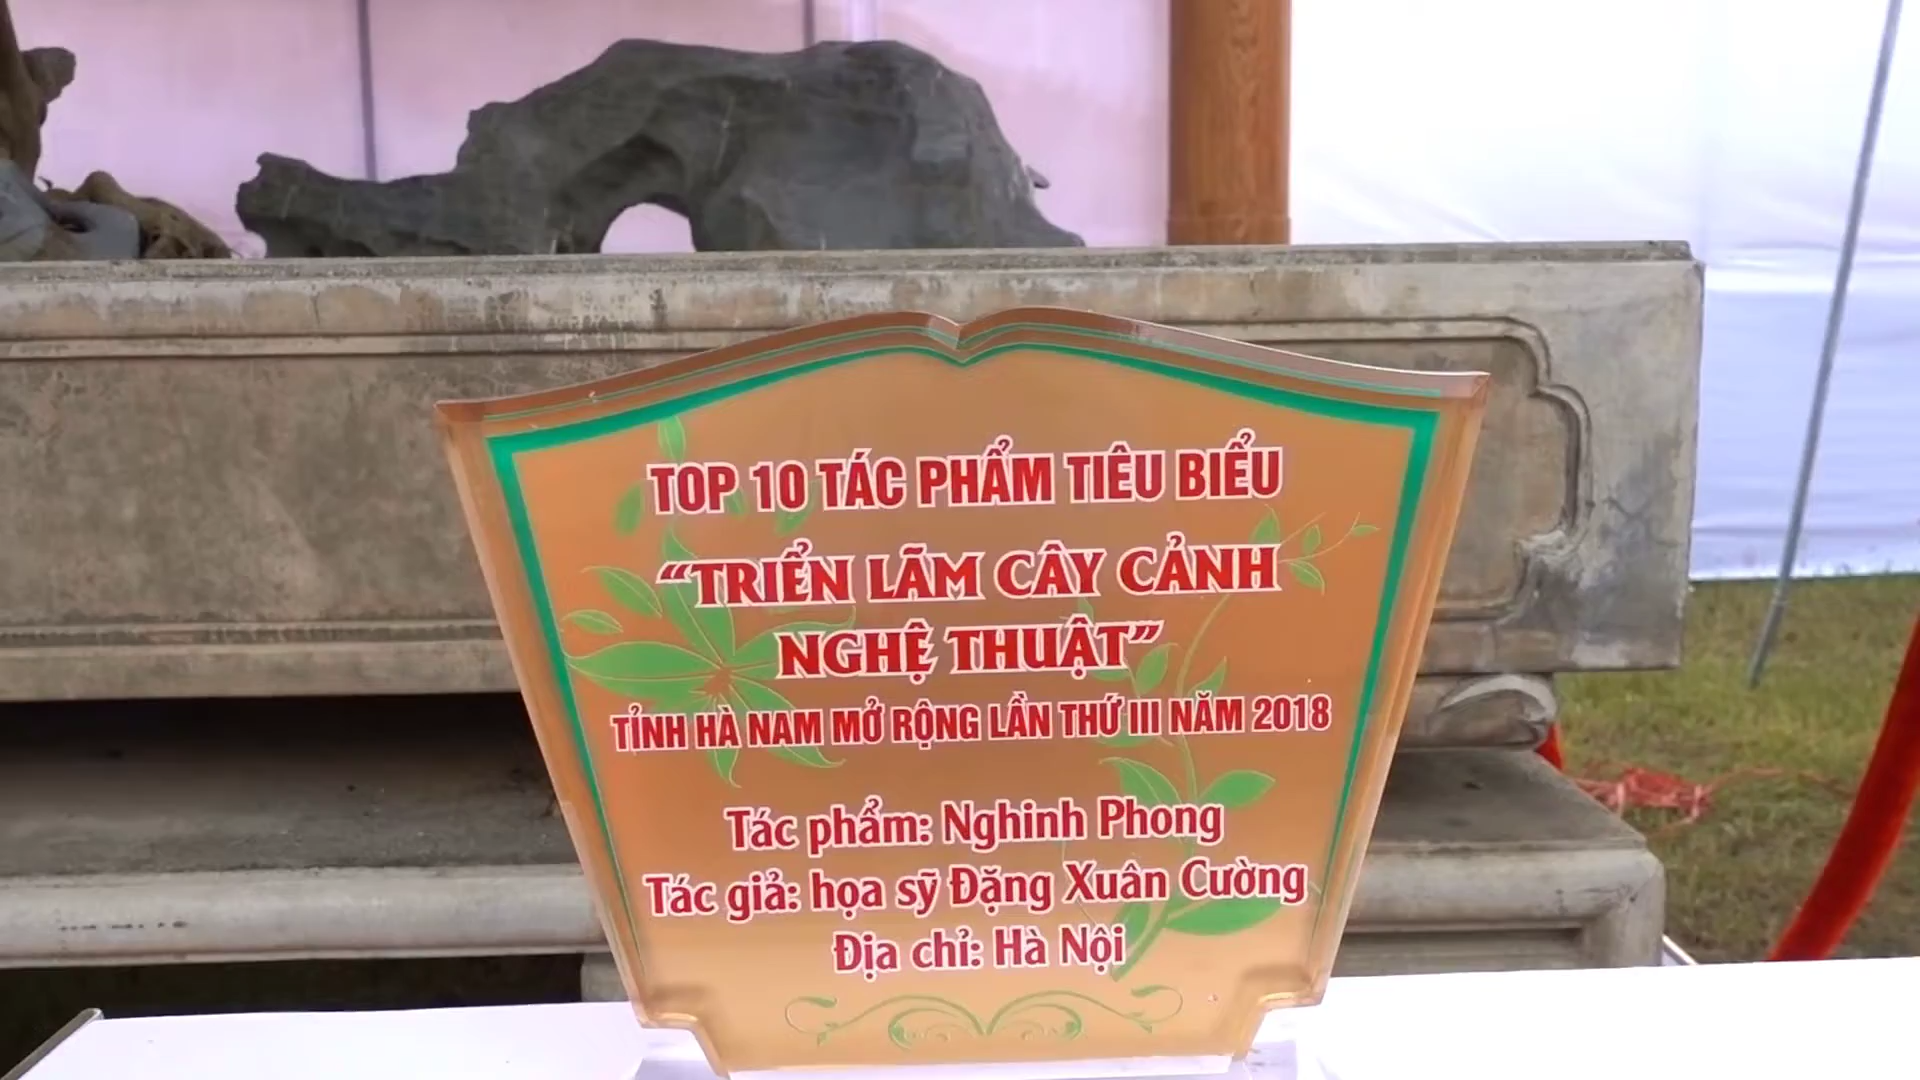 TOP 10 TÁC PHẨM TIÊU BIỂU
“TRIỂN LÃM CÂY CẢNH
NGHỆ THUẬT”
TỈNH HÀ NAM MỞ RỘNG LẦN THỨ III NĂM 2018
Tác phẩm: Nghinh Phong
Tác giả: họa sỹ Đặng Xuân Cường
Địa chỉ: Hà Nội